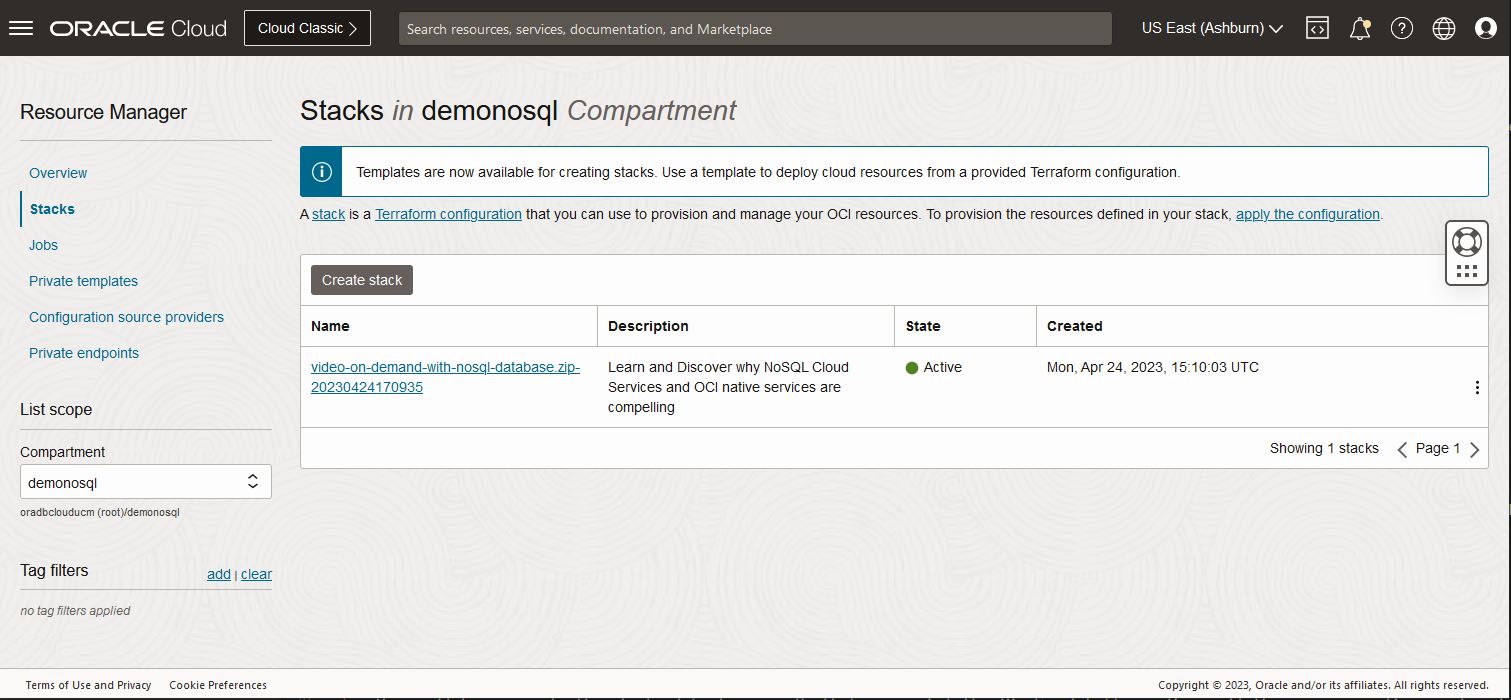 ORACLE Cloud
Cloud Classic
Search resources, services, documentation, and Marketplace
US East (Ashburn)
Resource Manager
Overview
Stacks
Jobs
Private templates
Configuration source providers
Private endpoints
List scope
Compartment
demonosql
oradbclouducm (root)/demonosql
Tag filters
add | clear
no tag filters applied
Stacks in demonosql Compartment
Templates are now available for creating stacks. Use a template to deploy cloud resources from a provided Terraform configuration.
A stack is a Terraform configuration that you can use to provision and manage your OCI resources. To provision the resources defined in your stack, apply the configuration.
Create stack
Name Description State Created
video-on-demand-with-nosql-database.zip-
20230424170935
Learn and Discover why NoSQL Cloud
Services and OCI native services are
compelling
Active
Mon, Apr 24, 2023, 15:10:03 UTC
Showing 1 stacks
Page 1
Terms of Use and Privacy
Cookie Preferences
Copyright © 2023, Oracle and/or its affiliates. All rights reserved.